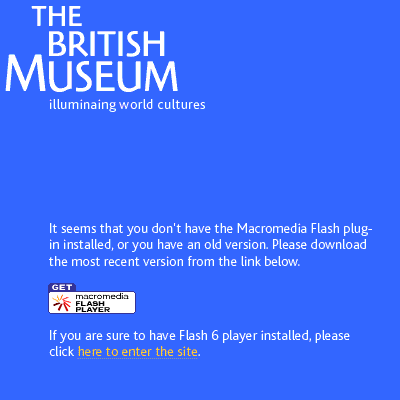 THE
BRITISH
MUSEUM
illuminaing world cultures
It seems that you don't have the Macromedia Flash plug-
in installed, or you have an old version. Please download
the most recent version from the link below.
GET
macromedia
FLASH
PLAYER
If you are sure to have Flash 6 player installed, please
click here to enter the site.